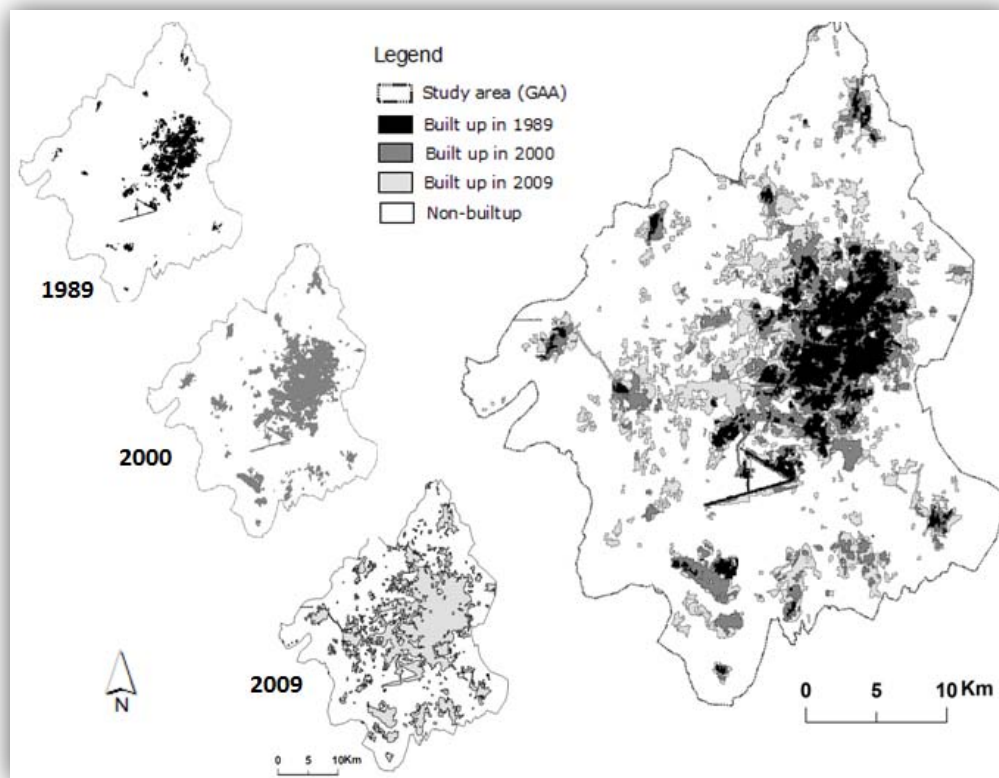 Legend
Study area (GAA)
Built up in 1989
Built up in 2000
Built up in 2009
Non-builtup
1989
2000
2009
N
0 5 10 Km
0 5 10Km